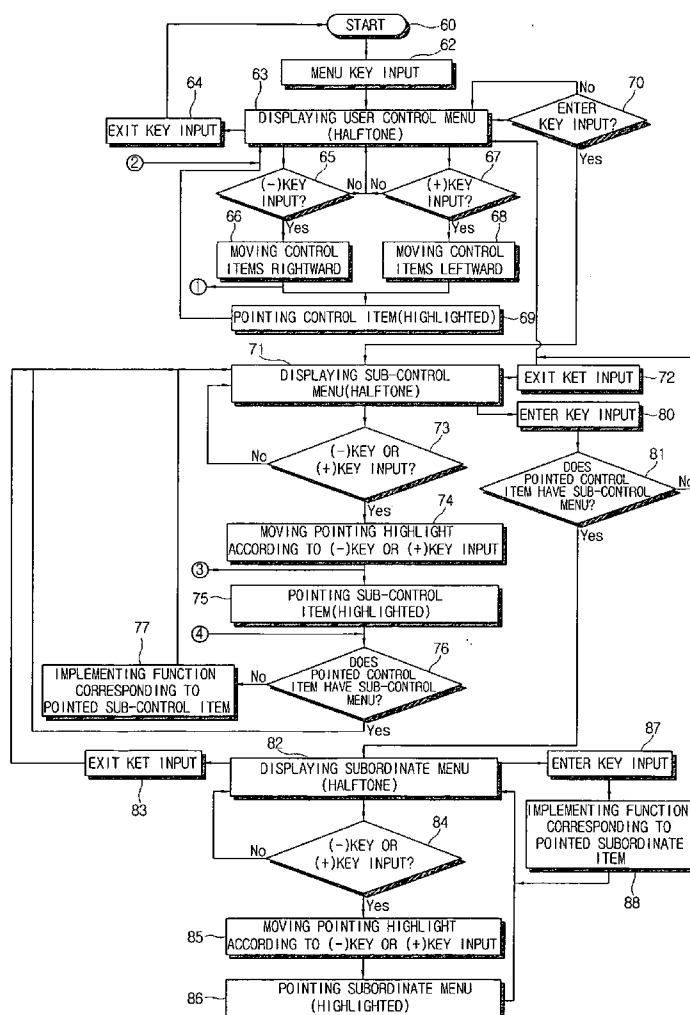 START
60
62
MENU KEY INPUT
64
63
70
EXIT KEY INPUT
DISPLAYING USER CONTROL MENU
(HALFTONE)
No
ENTER
KEY INPUT?
Yes
2
65
67
(-)KEY
INPUT?
No
No
(+)KEY
INPUT?
66
Yes
Yes
68
MOVING CONTROL
ITEMS RIGHTWARD
MOVING CONTROL
ITEMS LEFTWARD
1
POINTING CONTROL ITEM(HIGHLIGHTED)
69
71
DISPLAYING SUB-CONTROL
MENU(HALFTONE)
EXIT KET INPUT
72
ENTER KEY INPUT
80
73
No
(-)KEY OR
(+)KEY INPUT?
Yes
81
DOES
POINTED CONTROL
ITEM HAVE SUB-CONTROL
MENU?
No
Yes
74
MOVING POINTING HIGHLIGHT
ACCORDING TO (-)KEY OR (+)KEY INPUT
3
75
POINTING SUB-CONTROL
ITEM(HIGHLIGHTED)
4
77
76
IMPLEMENTING FUNCTION
CORRESPONDING TO
POINTED SUB-CONTROL ITEM
No
DOES
POINTED CONTROL
ITEM HAVE SUB-CONTROL
MENU?
Yes
82
87
EXIT KET INPUT
83
DISPLAYING SUBORDINATE MENU
(HALFTONE)
ENTER KEY INPUT
84
No
(-)KEY OR
(+)KEY INPUT?
Yes
IMPLEMENTING FUNCTION
CORRESPONDING TO
POINTED SUBORDINATE
ITEM
88
85
MOVING POINTING HIGHLIGHT
ACCORDING TO (-)KEY OR (+)KEY INPUT
86
POINTING SUBORDINATE MENU
(HIGHLIGHTED)